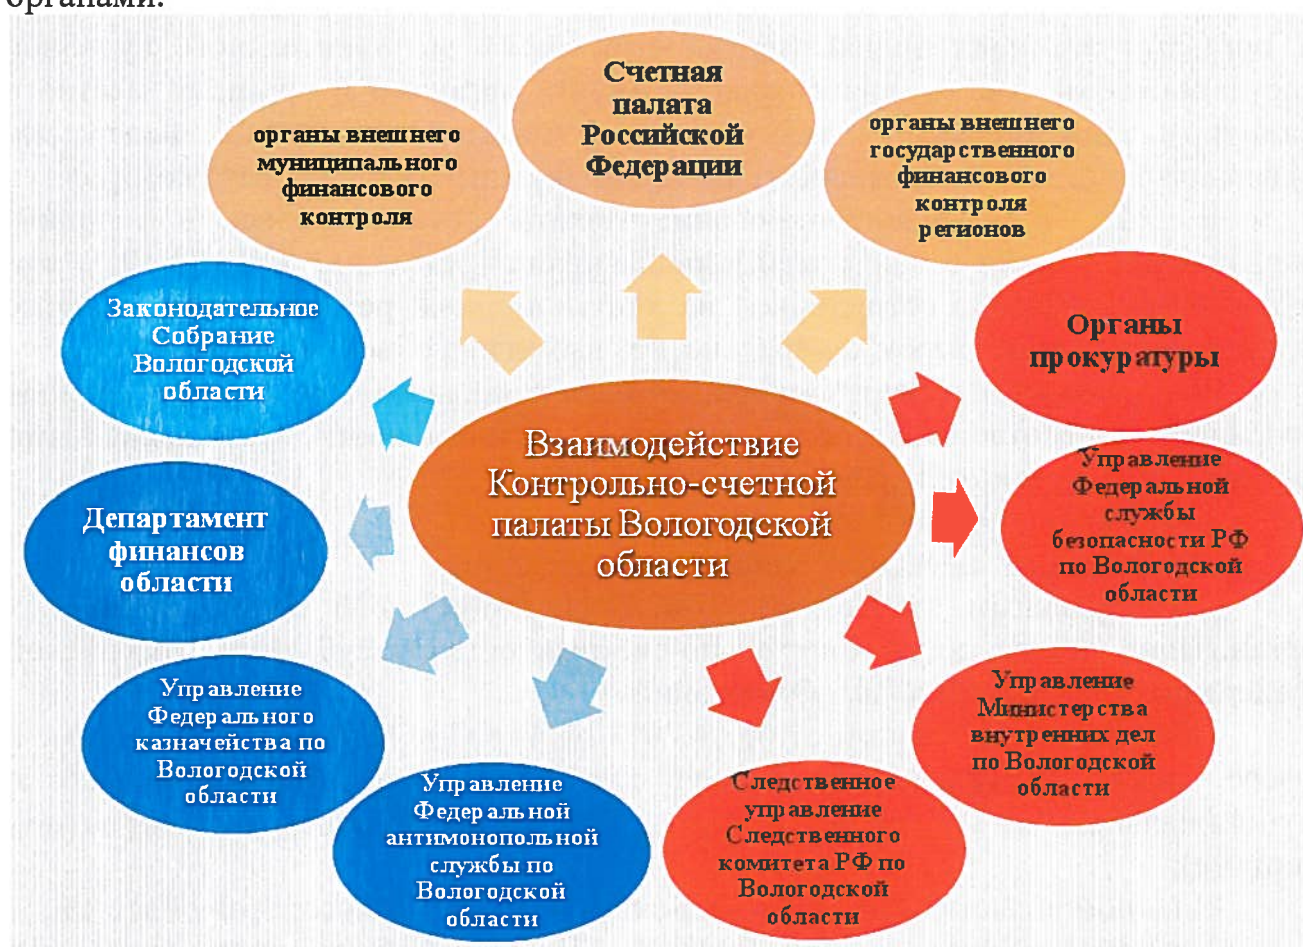 органами:
Счетная
палата
Российской
Федерации
органы внешнего
муниципального
финансового
контроля
органы внешнего
государственного
финансового
контроля
регионов
Законодательное
Собрание
Вологодской
области
Органы
прокуратуры
Взаимодействие
Контрольно-счетной
палаты Вологодской
области
Департамент
финансов
области
Управление
Федеральной
службы
безопасности РФ
по Вологодской
области
Управление
Федерального
казначейства по
Вологодской
области
Управление
Министерства
внутренних дел
по Вологодской
области
Управление
Федеральной
антимонопольной
службы по
Вологодской
области
Следственное
управление
Следственного
комитета РФ по
Вологодской
области